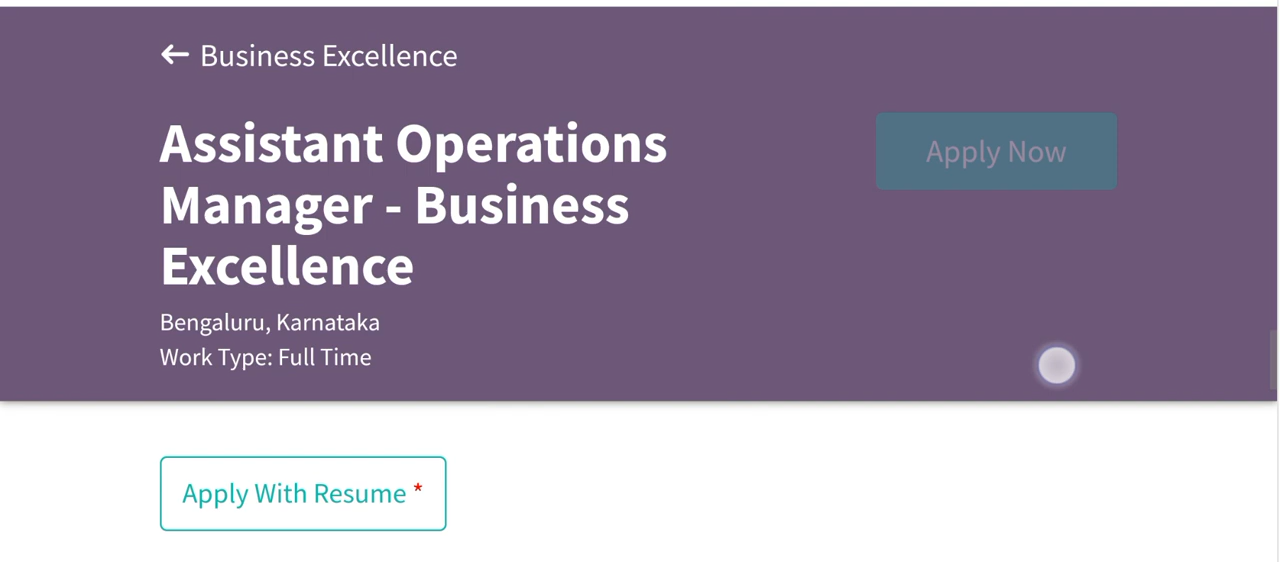 Business Excellence
Assistant Operations
Manager - Business
Excellence
Apply Now
Bengaluru, Karnataka
Work Type: Full Time
Apply With Resume *